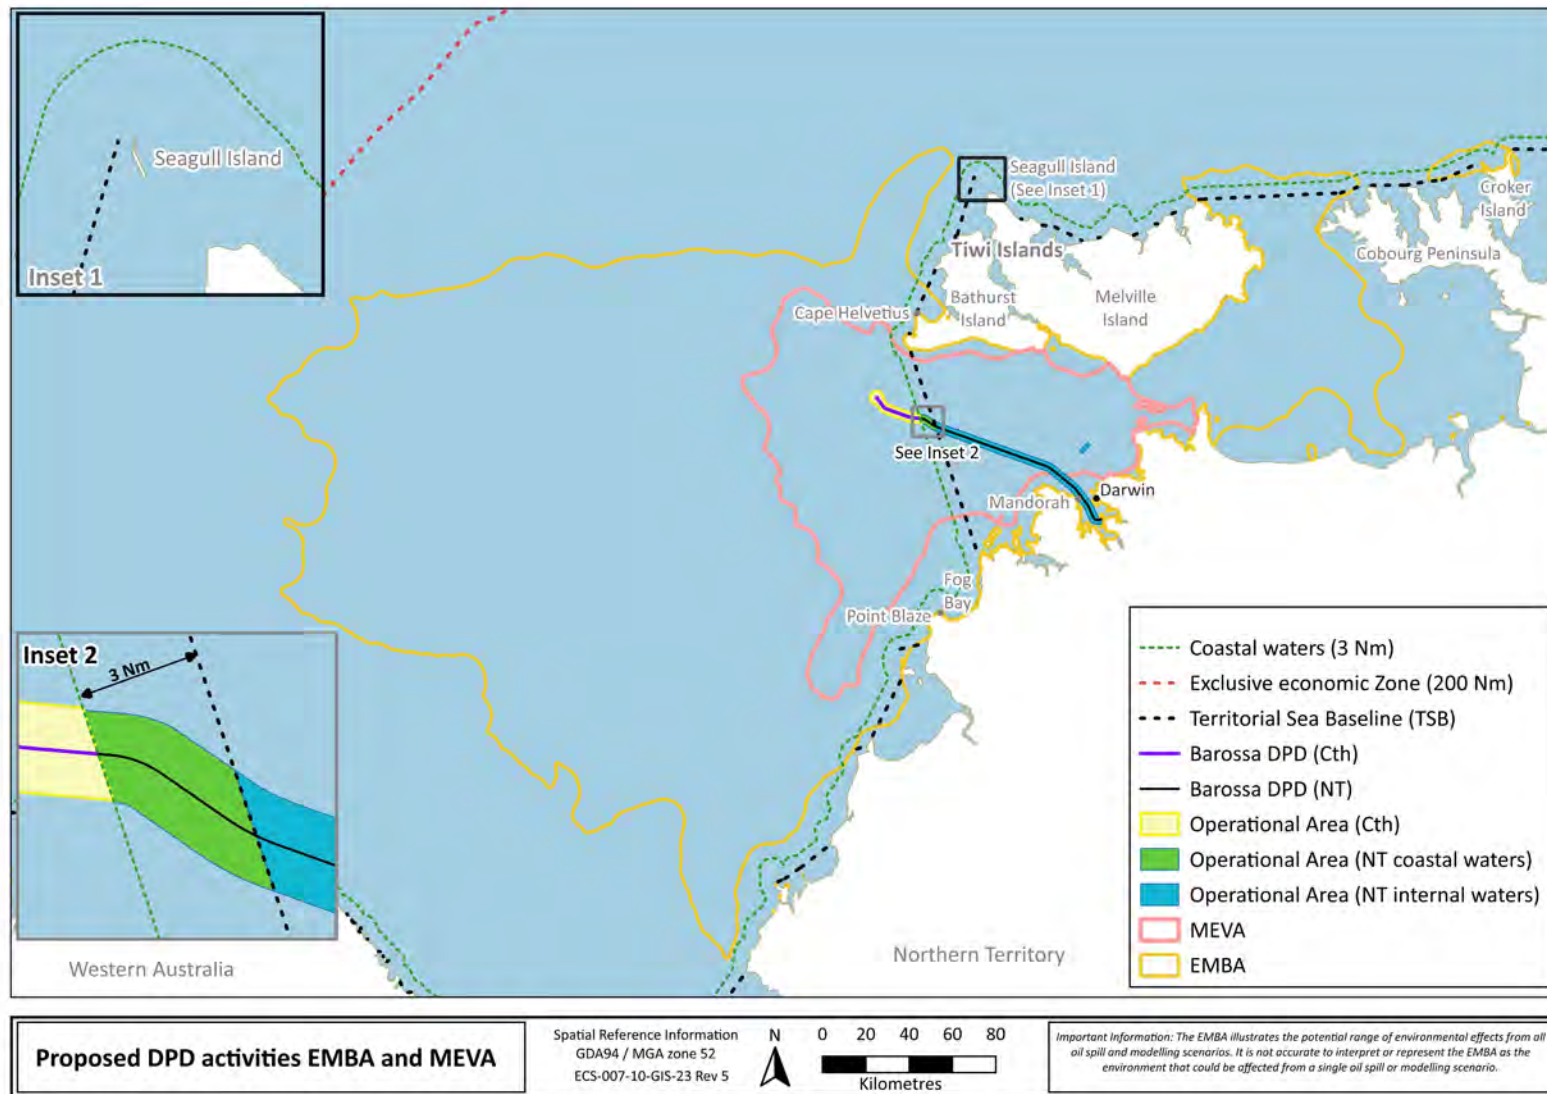 Seagull Island
Inset 1
Seagull Island
(See Inset 1)
Croker
Island
Tiwi Islands
Cobourg Peninsula
Cape Helvetius
Bathurst
Island
Melville
Island
See Inset 2
Mandorah
Darwin
Fog
Bay
Point Blaze
Inset 2
3 Nm
Western Australia
Northern Territory
Coastal waters (3 Nm)
Exclusive economic Zone (200 Nm)
Territorial Sea Baseline (TSB)
Barossa DPD (Cth)
Barossa DPD (NT)
Operational Area (Cth)
Operational Area (NT coastal waters)
Operational Area (NT internal waters)
MEVA
EMBA
Proposed DPD activities EMBA and MEVA
Spatial Reference Information
GDA94 / MGA zone 52
ECS-007-10-GIS-23 Rev 5
N
0 20 40 60 80
Kilometres
Important Information: The EMBA illustrates the potential range of environmental effects from all
oil spill and modelling scenarios. It is not accurate to interpret or represent the EMBA as the
environment that could be affected from a single oil spill or modelling scenario.